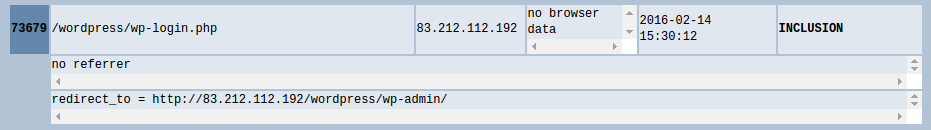 73679 /wordpress/wp-login.php 83.212.112.192 no browser data 2016-02-14 15:30:12 INCLUSION
no referrer
redirect_to = http://83.212.112.192/wordpress/wp-admin/